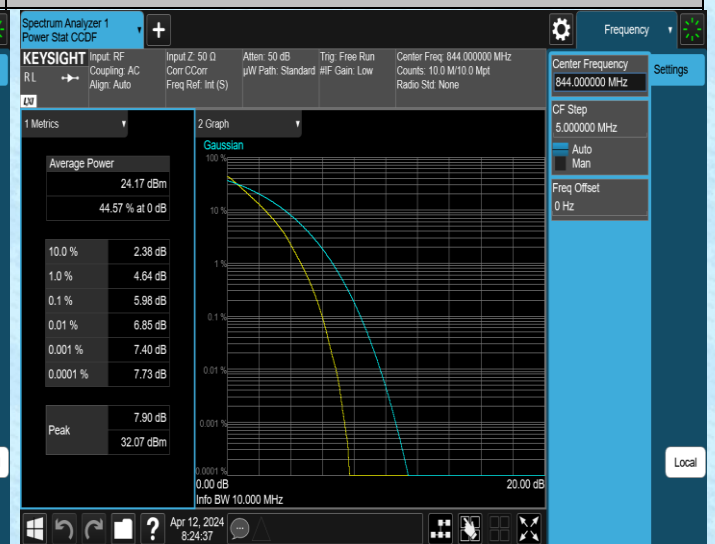 Spectrum Analyzer 1
Power Stat CCDF
Frequency
KEYSIGHT
RL
LXI
Input: RF
Coupling: AC
Align: Auto
Input Z: 50 Ω
Corr CCorr
Freq Ref: Int (S)
Atten: 50 dB
µW Path: Standard
Trig: Free Run
#IF Gain: Low
Center Freq: 844.000000 MHz
Counts: 10.0 M/10.0 Mpt
Radio Std: None
Center Frequency
844.000000 MHz
Settings
CF Step
5.000000 MHz
Auto
Man
Freq Offset
0 Hz
1 Metrics
2 Graph
Average Power
24.17 dBm
44.57 % at 0 dB
10.0 % 2.38 dB
1.0 % 4.64 dB
0.1 % 5.98 dB
0.01 % 6.85 dB
0.001 % 7.40 dB
0.0001 % 7.73 dB
Peak
7.90 dB
32.07 dBm
Gaussian
100 %
10 %
1 %
0.1 %
0.01 %
0.001 %
0.0001 %
0.00 dB 20.00 dB
Info BW 10.000 MHz
Local
?
Apr 12, 2024
8:24:37